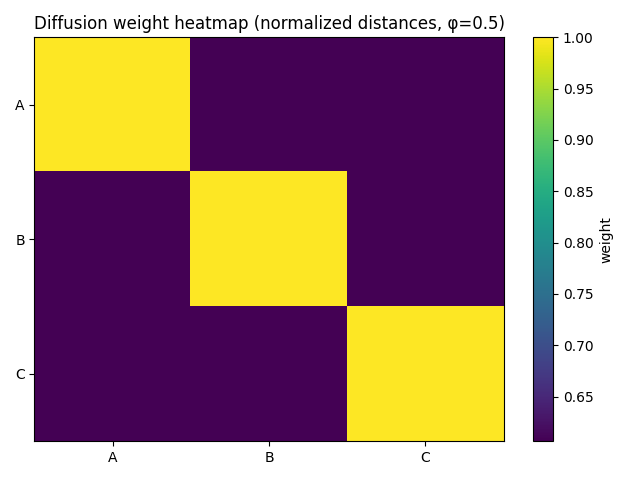 Diffusion weight heatmap (normalized distances, φ=0.5)
A
B
C
A
B
C
1.00
0.95
0.90
0.85
0.80
0.75
0.70
0.65
weight